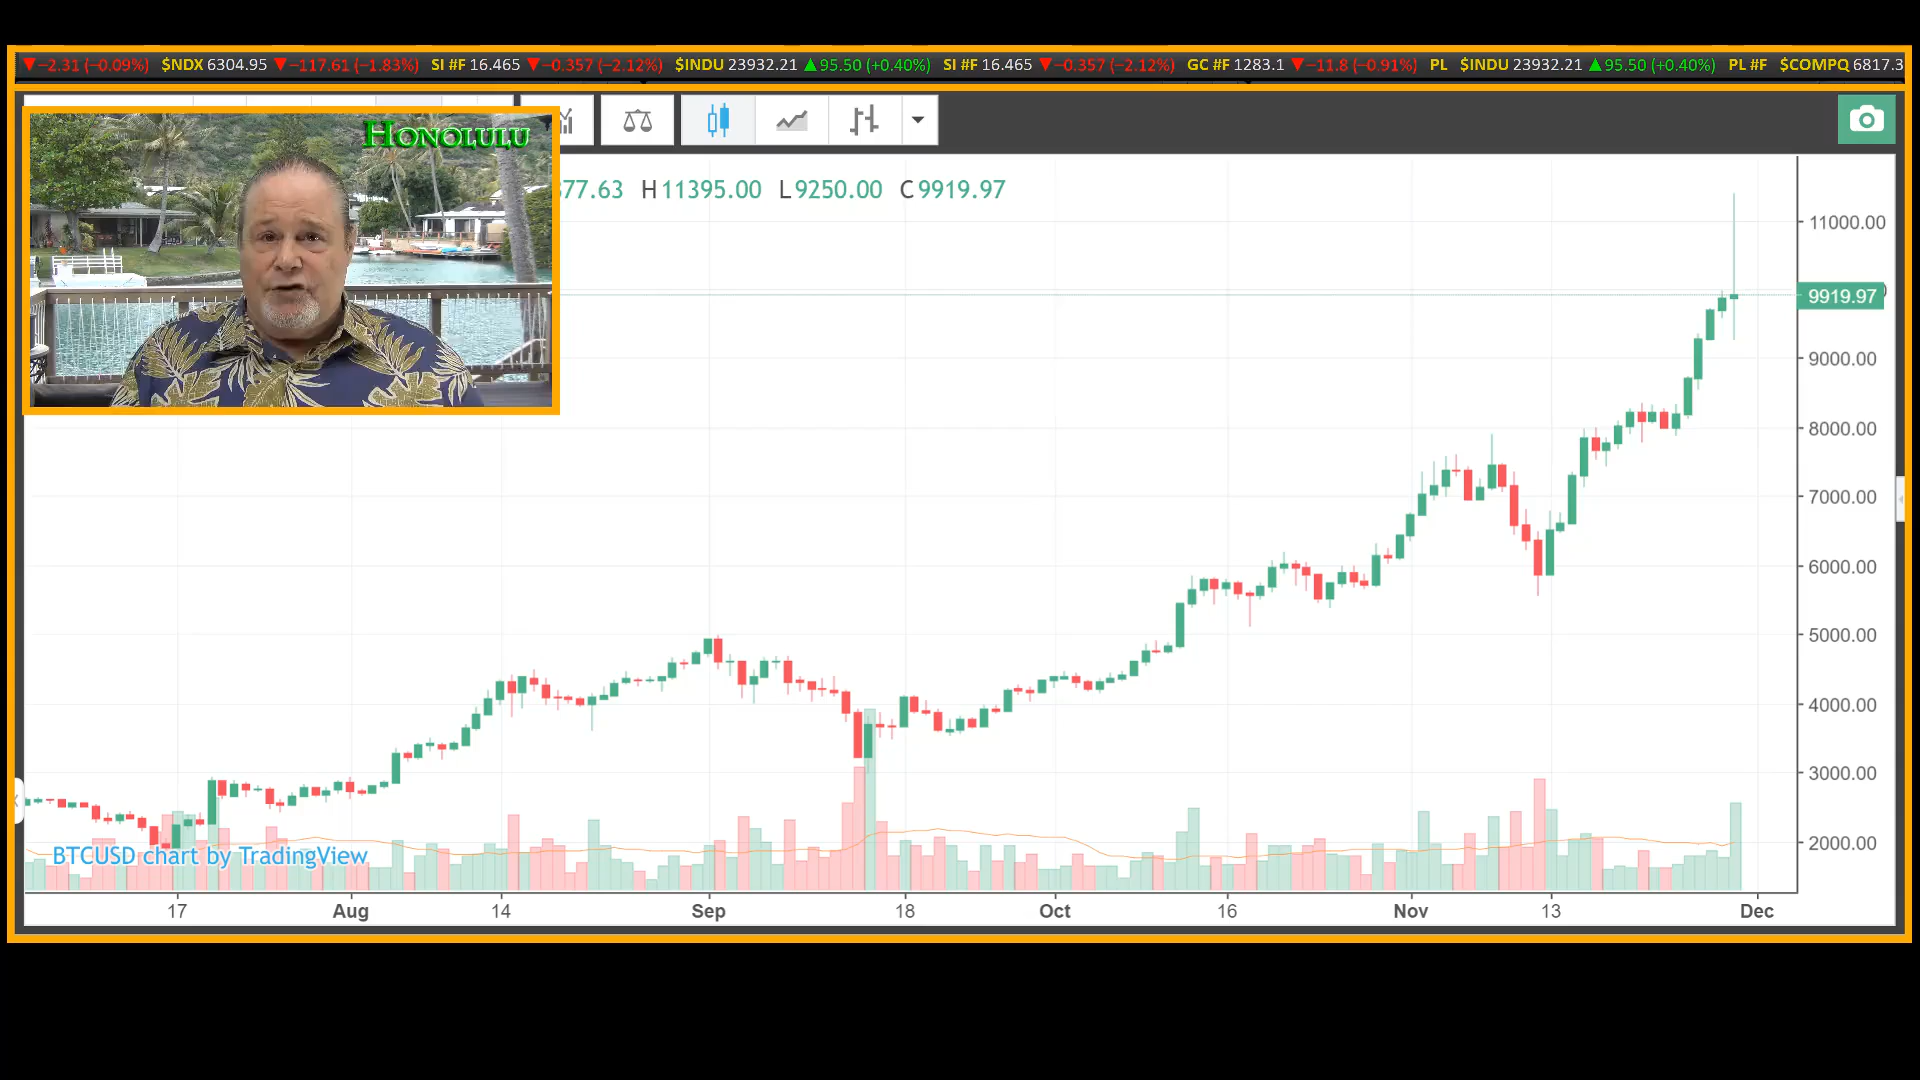 ▼−2.31 (−0.09%) $NDX 6304.95 ▼−117.61 (−1.83%) SI #F 16.465 ▼−0.357 (−2.12%) $INDU 23932.21 ▲95.50 (+0.40%) SI #F 16.465 ▼−0.357 (−2.12%) GC #F 1283.1 ▼−11.8 (−0.91%) PL $INDU 23932.21 ▲95.50 (+0.40%) PL #F $COMPQ 6817.3
HONOLULU
77.63 H11395.00 L9250.00 C9919.97
11000.00
9919.97
9000.00
8000.00
7000.00
6000.00
5000.00
4000.00
3000.00
2000.00
BTCUSD chart by TradingView
17 Aug 14 Sep 18 Oct 16 Nov 13 Dec